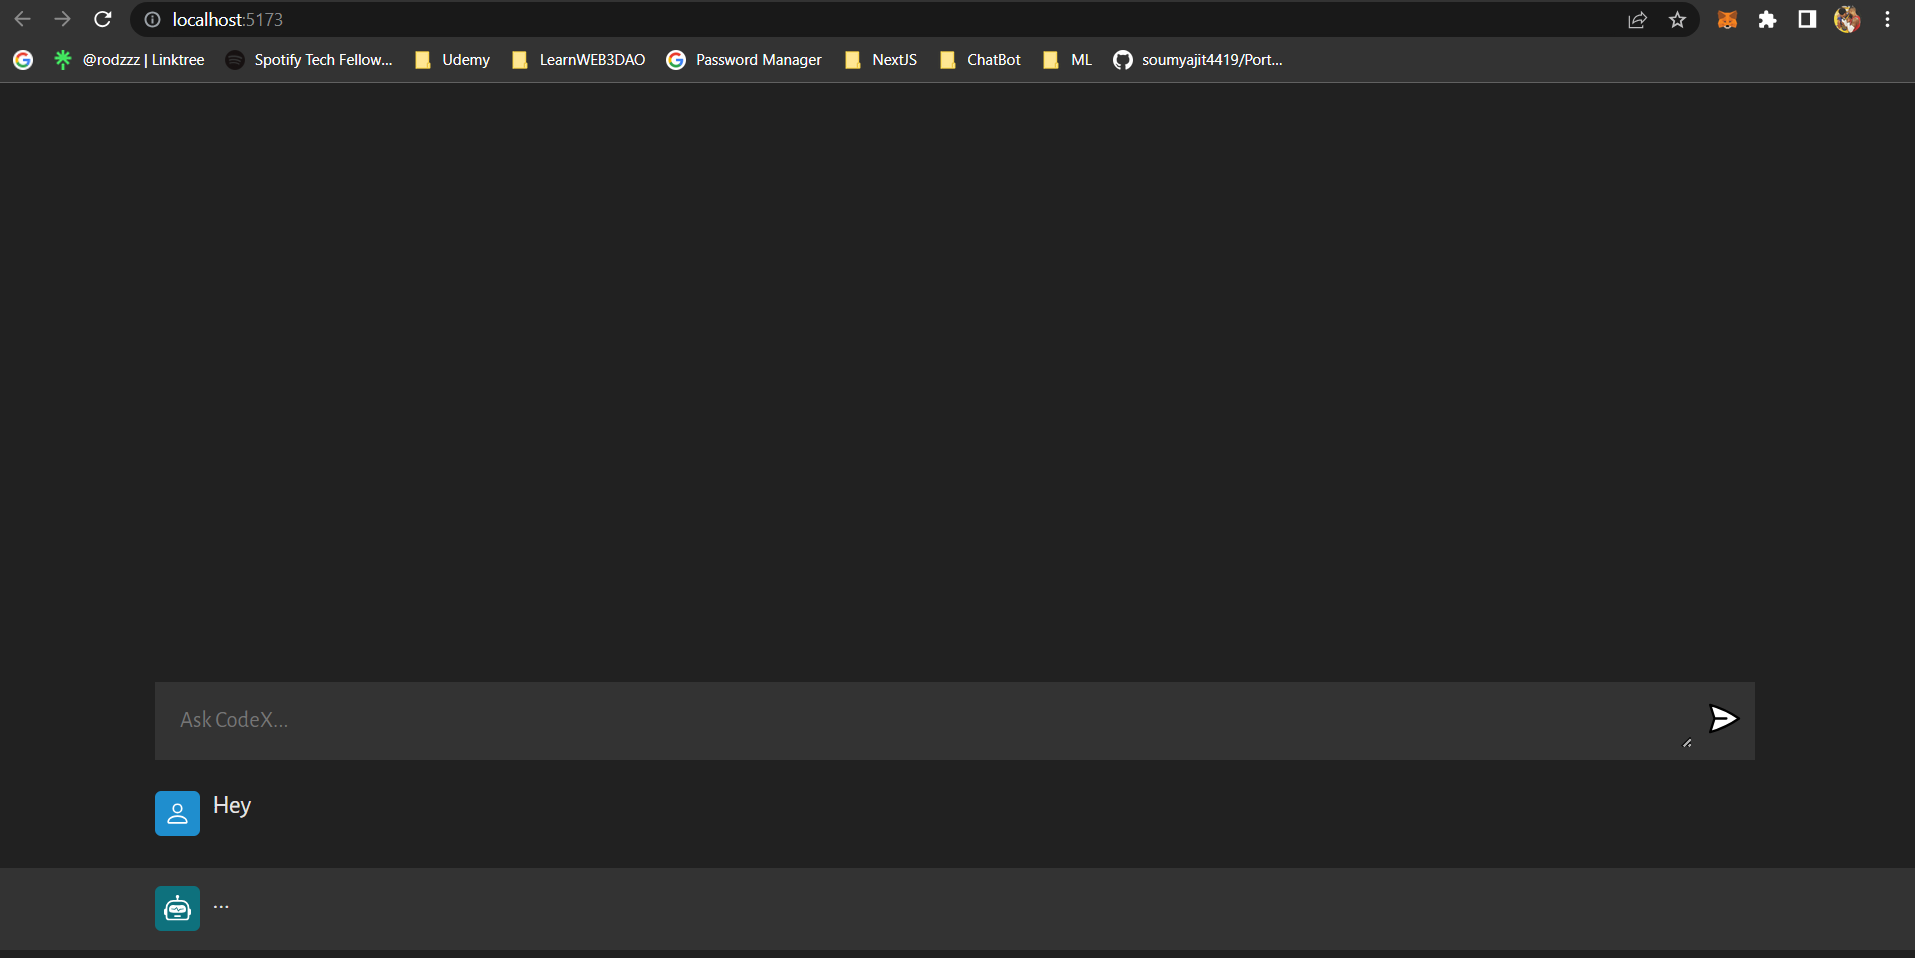 localhost:5173
@rodzzz | Linktree Spotify Tech Fellow... Udemy LearnWEB3DAO Password Manager NextJS ChatBot ML soumyajit4419/Port...
Ask CodeX...
Hey
...